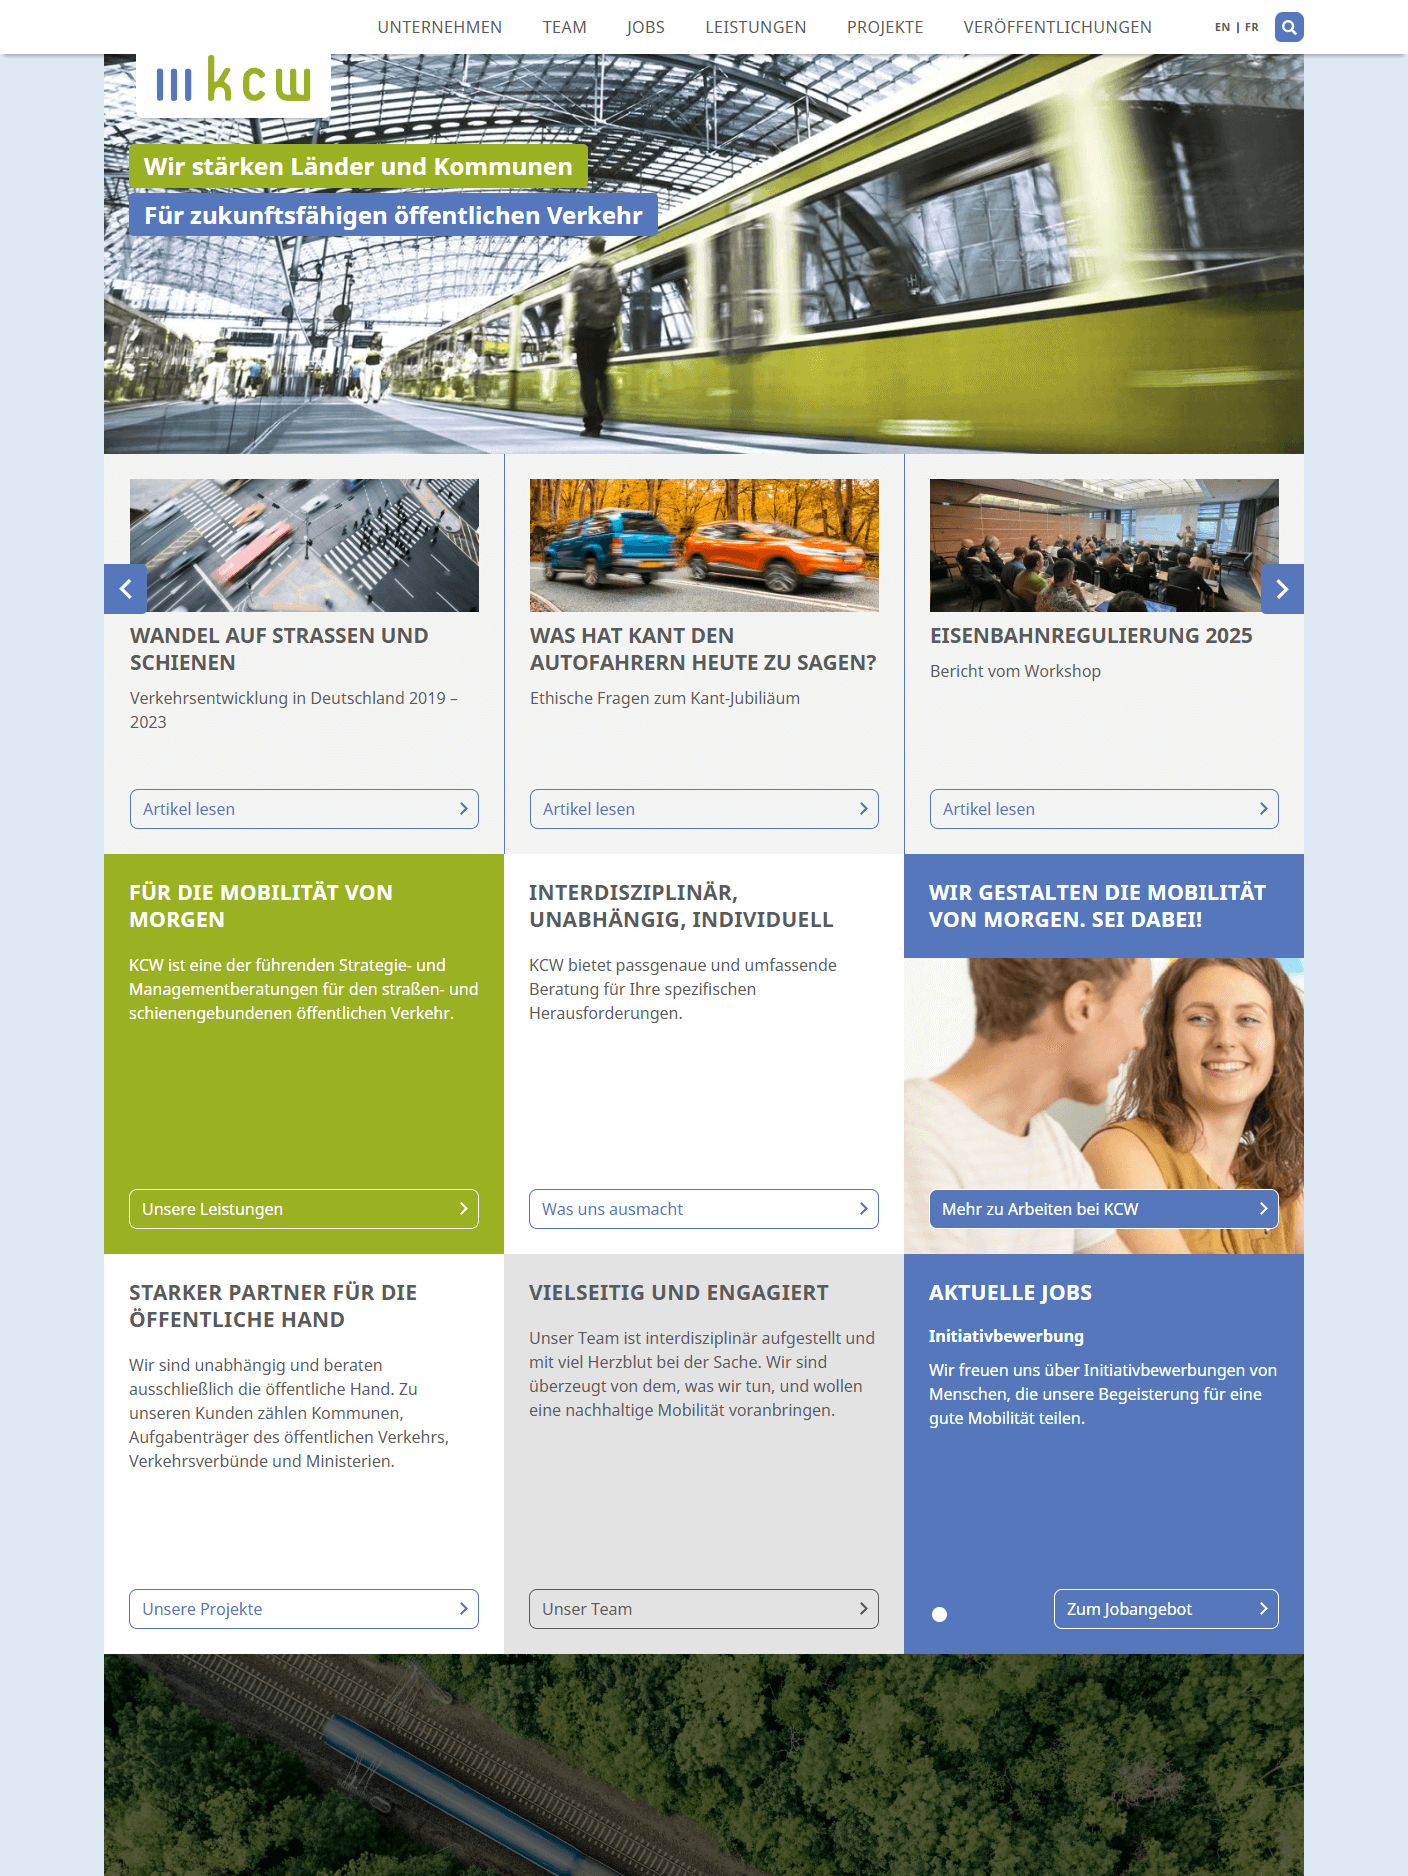 UNTERNEHMEN TEAM JOBS LEISTUNGEN PROJEKTE VERÖFFENTLICHUNGEN EN | FR
kcw
Wir stärken Länder und Kommunen
Für zukunftsfähigen öffentlichen Verkehr
WANDEL AUF STRASSEN UND
SCHIENEN
Verkehrsentwicklung in Deutschland 2019 –
2023
Artikel lesen
WAS HAT KANT DEN
AUTOFAHRERN HEUTE ZU SAGEN?
Ethische Fragen zum Kant-Jubiliäum
Artikel lesen
EISENBAHNREGULIERUNG 2025
Bericht vom Workshop
Artikel lesen
FÜR DIE MOBILITÄT VON
MORGEN
KCW ist eine der führenden Strategie- und
Managementberatungen für den straßen- und
schienengebundenen öffentlichen Verkehr.
Unsere Leistungen
INTERDISZIPLINÄR,
UNABHÄNGIG, INDIVIDUELL
KCW bietet passgenaue und umfassende
Beratung für Ihre spezifischen
Herausforderungen.
Was uns ausmacht
WIR GESTALTEN DIE MOBILITÄT
VON MORGEN. SEI DABEI!
Mehr zu Arbeiten bei KCW
STARKER PARTNER FÜR DIE
ÖFFENTLICHE HAND
Wir sind unabhängig und beraten
ausschließlich die öffentliche Hand. Zu
unseren Kunden zählen Kommunen,
Aufgabenträger des öffentlichen Verkehrs,
Verkehrsverbünde und Ministerien.
Unsere Projekte
VIELSEITIG UND ENGAGIERT
Unser Team ist interdisziplinär aufgestellt und
mit viel Herzblut bei der Sache. Wir sind
überzeugt von dem, was wir tun, und wollen
eine nachhaltige Mobilität voranbringen.
Unser Team
AKTUELLE JOBS
Initiativbewerbung
Wir freuen uns über Initiativbewerbungen von
Menschen, die unsere Begeisterung für eine
gute Mobilität teilen.
Zum Jobangebot